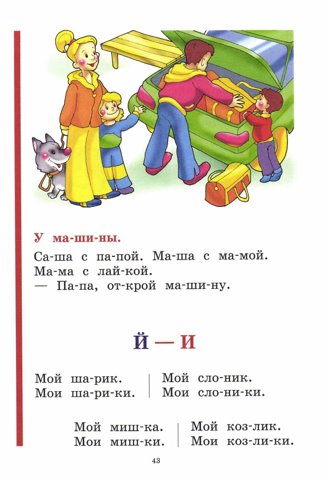 У ма-ши-ны.
Са-ша с па-пой. Ма-ша с ма-мой.
Ма-ма с лай-кой.
— Па-па, от-крой ма-ши-ну.
Й — И
Мой ша-рик.
Мои ша-ри-ки.
Мой сло-ник.
Мои сло-ни-ки.
Мой миш-ка.
Мои миш-ки.
Мой коз-лик.
Мои коз-ли-ки.
43